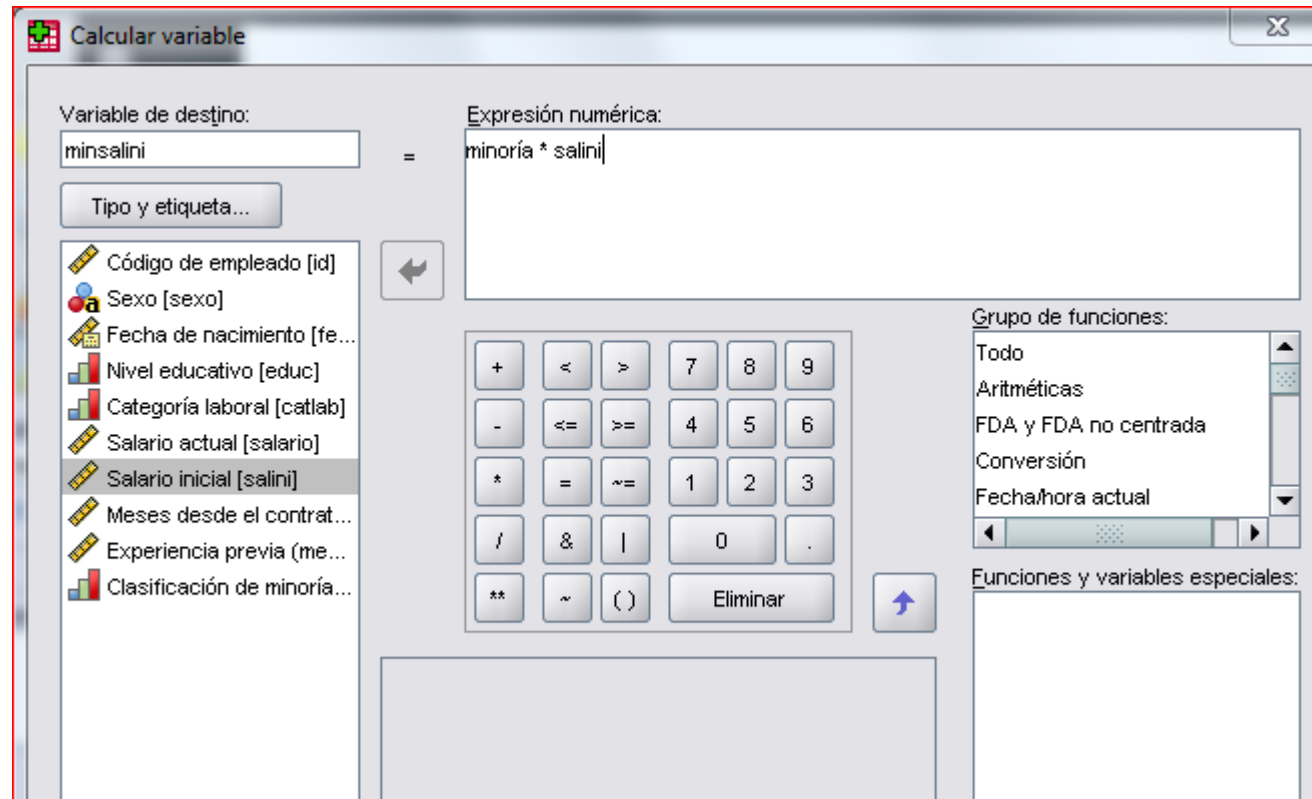 Calcular variable
Variable de destino:
minsalini
=
Expresión numérica:
minoría * salini
Tipo y etiqueta...
Código de empleado [id]
Sexo [sexo]
Fecha de nacimiento [fe...
Nivel educativo [educ]
Categoría laboral [catlab]
Salario actual [salario]
Salario inicial [salini]
Meses desde el contrat...
Experiencia previa (me...
Clasificación de minoría...
+ < > 7 8 9
- <= >= 4 5 6
* = ~= 1 2 3
/ & | 0 .
** ~ ( ) Eliminar
Grupo de funciones:
Todo
Aritméticas
FDA y FDA no centrada
Conversión
Fecha/hora actual
Funciones y variables especiales: